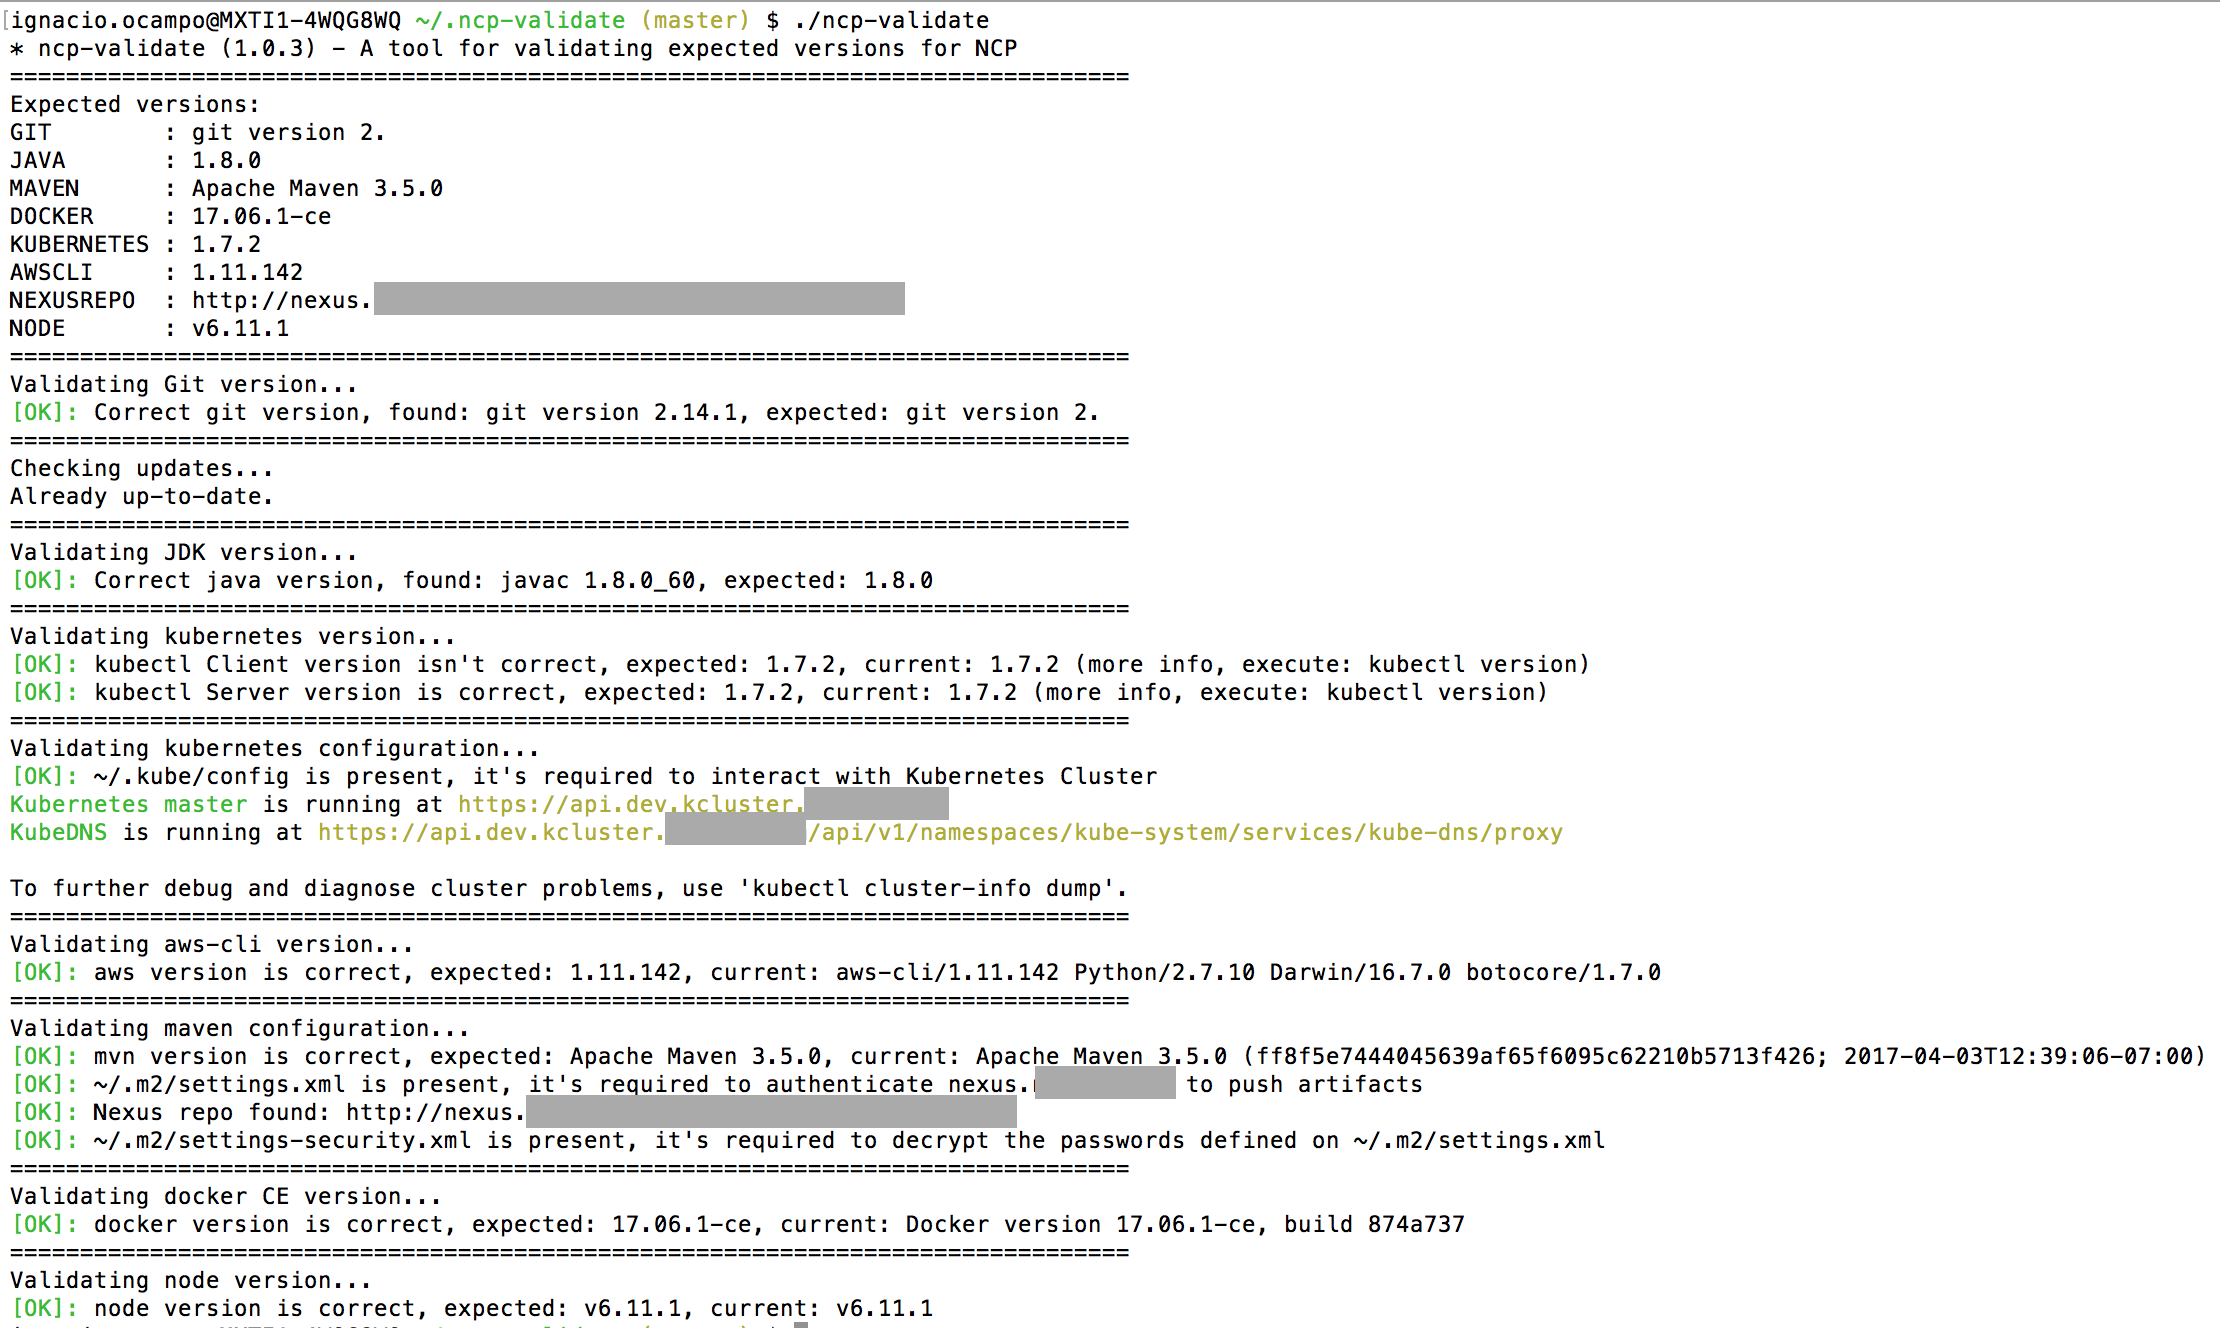 ignacio.ocampo@MXTI1-4WQG8WQ ~/.ncp-validate (master) $ ./ncp-validate
* ncp-validate (1.0.3) - A tool for validating expected versions for NCP
================================================================================
Expected versions:
GIT        : git version 2.
JAVA       : 1.8.0
MAVEN      : Apache Maven 3.5.0
DOCKER     : 17.06.1-ce
KUBERNETES : 1.7.2
AWSCLI     : 1.11.142
NEXUSREPO  : http://nexus.
NODE       : v6.11.1
================================================================================
Validating Git version...
[OK]: Correct git version, found: git version 2.14.1, expected: git version 2.
================================================================================
Checking updates...
Already up-to-date.
================================================================================
Validating JDK version...
[OK]: Correct java version, found: javac 1.8.0_60, expected: 1.8.0
================================================================================
Validating kubernetes version...
[OK]: kubectl Client version isn't correct, expected: 1.7.2, current: 1.7.2 (more info, execute: kubectl version)
[OK]: kubectl Server version is correct, expected: 1.7.2, current: 1.7.2 (more info, execute: kubectl version)
================================================================================
Validating kubernetes configuration...
[OK]: ~/.kube/config is present, it's required to interact with Kubernetes Cluster
Kubernetes master is running at https://api.dev.kcluster.
KubeDNS is running at https://api.dev.kcluster. /api/v1/namespaces/kube-system/services/kube-dns/proxy
To further debug and diagnose cluster problems, use 'kubectl cluster-info dump'.
================================================================================
Validating aws-cli version...
[OK]: aws version is correct, expected: 1.11.142, current: aws-cli/1.11.142 Python/2.7.10 Darwin/16.7.0 botocore/1.7.0
================================================================================
Validating maven configuration...
[OK]: mvn version is correct, expected: Apache Maven 3.5.0, current: Apache Maven 3.5.0 (ff8f5e7444045639af65f6095c62210b5713f426; 2017-04-03T12:39:06-07:00)
[OK]: ~/.m2/settings.xml is present, it's required to authenticate nexus. to push artifacts
[OK]: Nexus repo found: http://nexus.
[OK]: ~/.m2/settings-security.xml is present, it's required to decrypt the passwords defined on ~/.m2/settings.xml
================================================================================
Validating docker CE version...
[OK]: docker version is correct, expected: 17.06.1-ce, current: Docker version 17.06.1-ce, build 874a737
================================================================================
Validating node version...
[OK]: node version is correct, expected: v6.11.1, current: v6.11.1